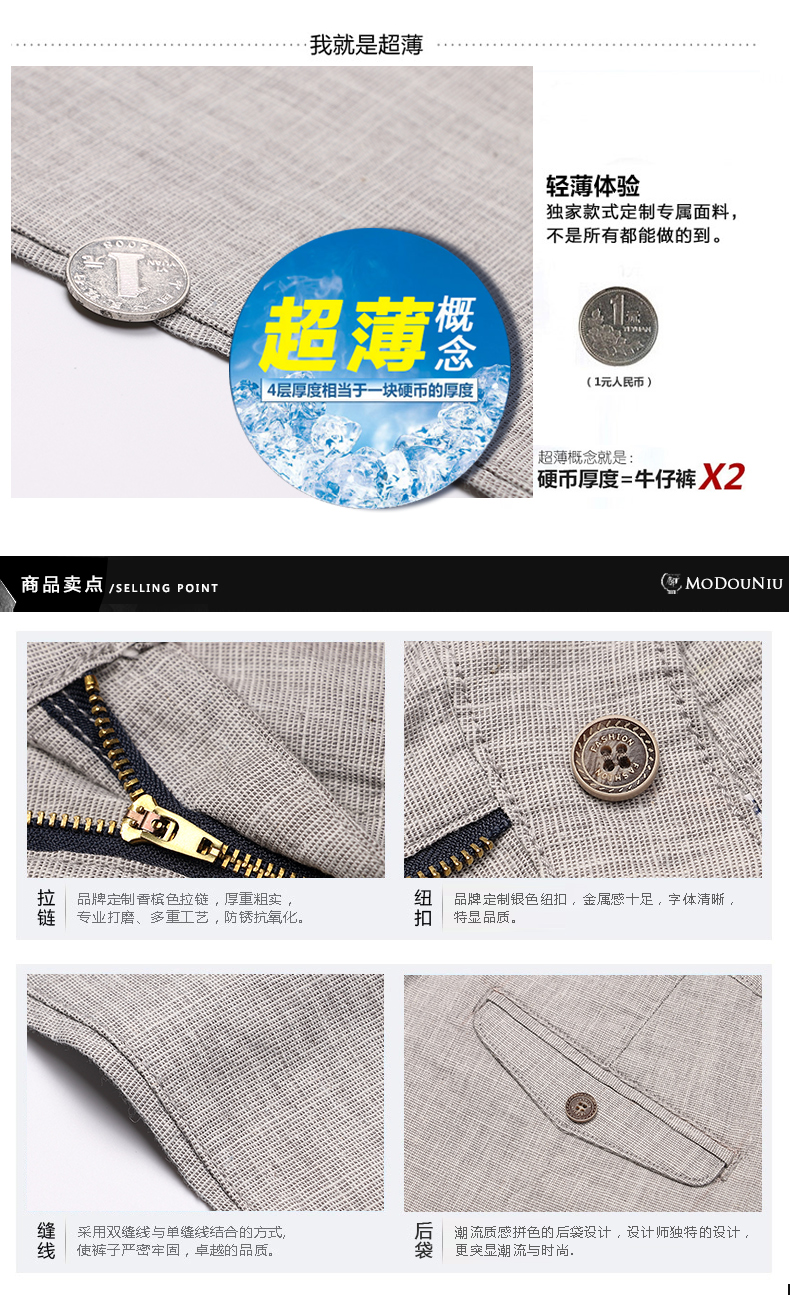 我就是超薄
轻薄体验
独家款式定制专属面料，
不是所有都能做的到。
超薄概念
4层厚度相当于一块硬币的厚度
1元
YIYUAN
（1元人民币）
超薄概念就是：
硬币厚度=牛仔裤X2
商品卖点/SELLING POINT
MODOUNIU
FASHION FASHION
拉链
品牌定制香槟色拉链，厚重粗实，
专业打磨、多重工艺，防锈抗氧化。
纽扣
品牌定制银色纽扣，金属感十足，字体清晰，
特显品质。
缝线
采用双缝线与单缝线结合的方式,
使裤子严密牢固，卓越的品质。
后袋
潮流质感拼色的后袋设计，设计师独特的设计，
更突显潮流与时尚.